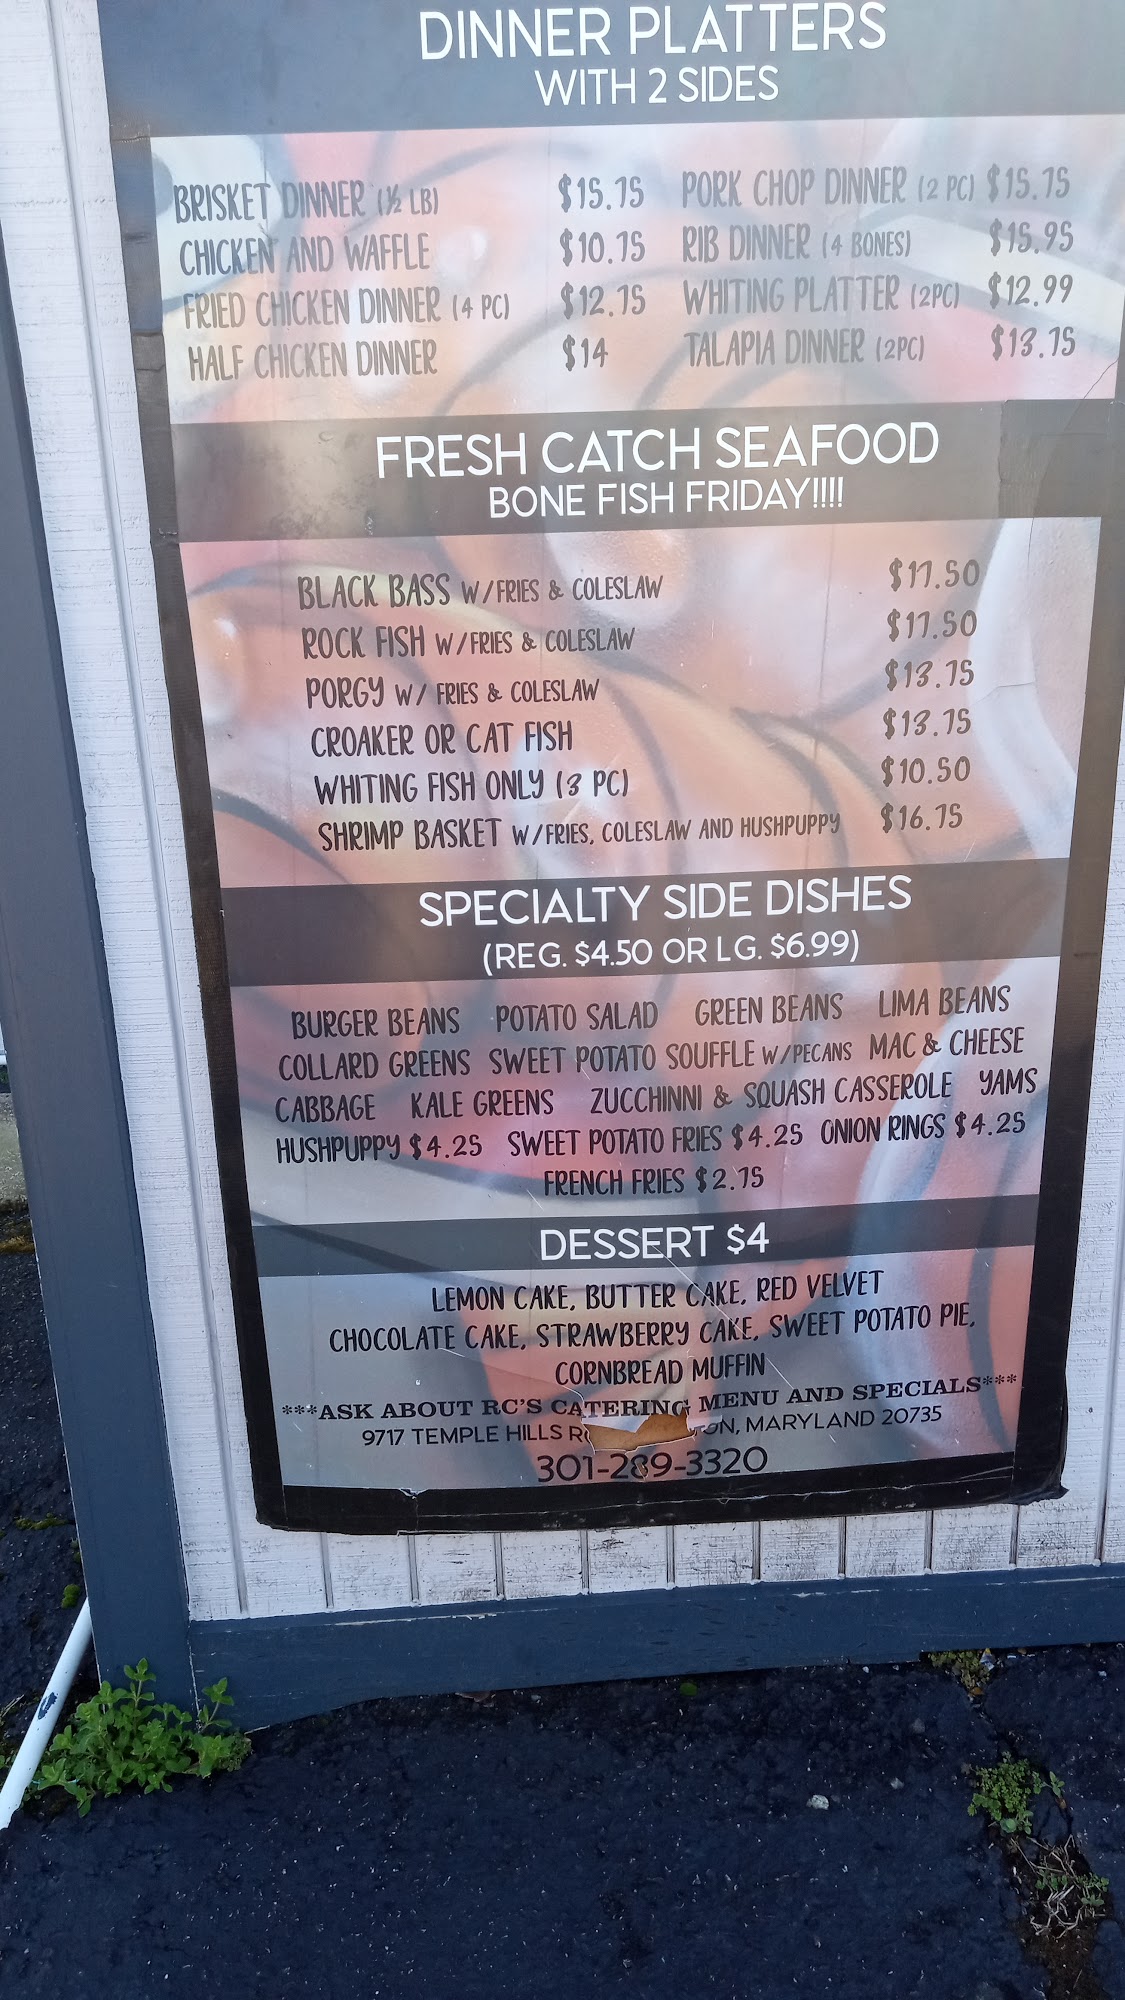 DINNER PLATTERS
WITH 2 SIDES
BRISKET DINNER (½ LB) $15.75 PORK CHOP DINNER (2 PC) $15.75
CHICKEN AND WAFFLE $10.75 RIB DINNER (4 BONES) $15.95
FRIED CHICKEN DINNER (4 PC) $12.75 WHITING PLATTER (2PC) $12.99
HALF CHICKEN DINNER $14 TALAPIA DINNER (2PC) $13.75
FRESH CATCH SEAFOOD
BONE FISH FRIDAY!!!!
BLACK BASS W/FRIES & COLESLAW $17.50
ROCK FISH W/FRIES & COLESLAW $17.50
PORGY W/ FRIES & COLESLAW $13.75
CROAKER OR CAT FISH $13.75
WHITING FISH ONLY (3 PC) $10.50
SHRIMP BASKET W/FRIES, COLESLAW AND HUSHPUPPY $16.75
SPECIALTY SIDE DISHES
(REG. $4.50 OR LG. $6.99)
BURGER BEANS POTATO SALAD GREEN BEANS LIMA BEANS
COLLARD GREENS SWEET POTATO SOUFFLE W/PECANS MAC & CHEESE
CABBAGE KALE GREENS ZUCCHINNI & SQUASH CASSEROLE YAMS
HUSHPUPPY $4.25 SWEET POTATO FRIES $4.25 ONION RINGS $4.25
FRENCH FRIES $2.75
DESSERT $4
LEMON CAKE, BUTTER CAKE, RED VELVET
CHOCOLATE CAKE, STRAWBERRY CAKE, SWEET POTATO PIE,
CORNBREAD MUFFIN
***ASK ABOUT RC'S CATERING MENU AND SPECIALS***
9717 TEMPLE HILLS MARYLAND 20735
301-289-3320